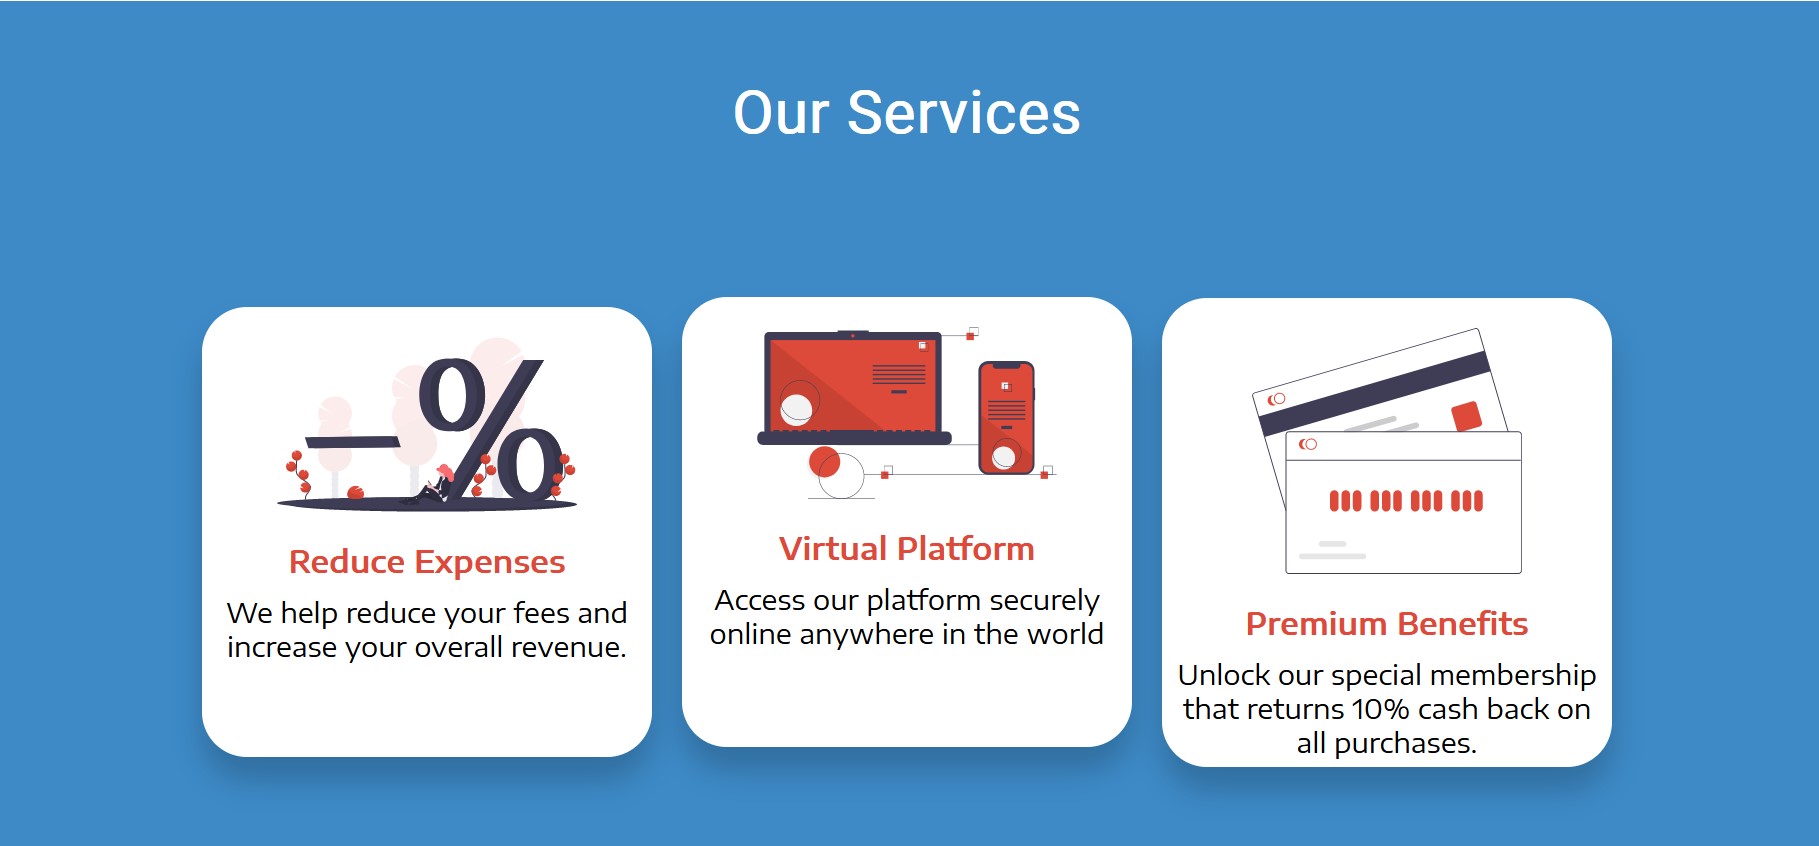 Our Services
Reduce Expenses
We help reduce your fees and
increase your overall revenue.
Virtual Platform
Access our platform securely
online anywhere in the world
Premium Benefits
Unlock our special membership
that returns 10% cash back on
all purchases.